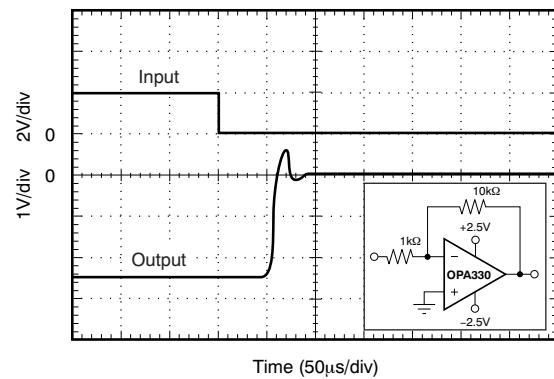 Input
2V/div
0
0
1V/div
10kΩ
+2.5V
1kΩ
−
OPA330
+
−2.5V
Output
Time (50µs/div)